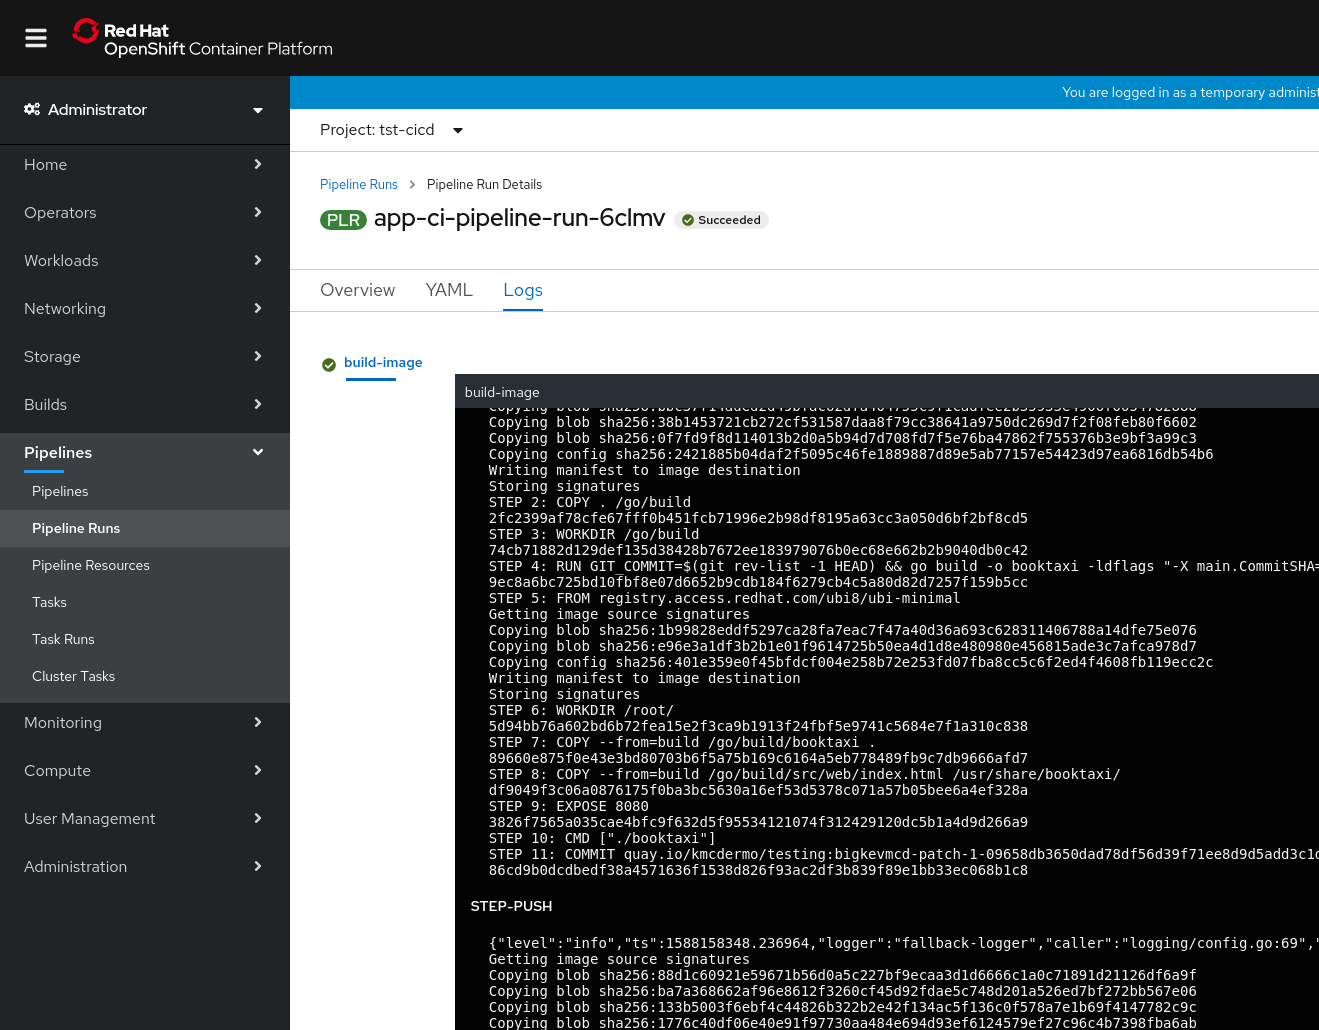 Red Hat
OpenShift Container Platform
Administrator
You are logged in as a temporary
Project: tst-cicd
Home
Operators
Workloads
Networking
Storage
Builds
Pipelines
Pipelines
Pipeline Runs
Pipeline Resources
Tasks
Task Runs
Cluster Tasks
Monitoring
Compute
User Management
Administration
Pipeline Runs > Pipeline Run Details
PLR app-ci-pipeline-run-6clmv Succeeded
Overview YAML Logs
build-image
build-image
Copying blob sha256:38b1453721cb272cf531587daa8f79cc38641a9750dc269d7f2f08feb80f6602
Copying blob sha256:0f7fd9f8d114013b2d0a5b94d7d708fd7f5e76ba47862f755376b3e9bf3a99c3
Copying config sha256:2421885b04daf2f5095c46fe1889887d89e5ab77157e54423d97ea6816db54b6
Writing manifest to image destination
Storing signatures
STEP 2: COPY . /go/build
2fc2399af78cfe67fff0b451fcb71996e2b98df8195a63cc3a050d6bf2bf8cd5
STEP 3: WORKDIR /go/build
74cb71882d129def135d38428b7672ee183979076b0ec68e662b2b9040db0c42
STEP 4: RUN GIT_COMMIT=$(git rev-list -1 HEAD) && go build -o booktaxi -ldflags "-X main.CommitSHA=
9ec8a6bc725bd10fbf8e07d6652b9cdb184f6279cb4c5a80d82d7257f159b5cc
STEP 5: FROM registry.access.redhat.com/ubi8/ubi-minimal
Getting image source signatures
Copying blob sha256:1b99828eddf5297ca28fa7eac7f47a40d36a693c628311406788a14dfe75e076
Copying blob sha256:e96e3a1df3b2b1e01f9614725b50ea4d1d8e480980e456815ade3c7afca978d7
Copying config sha256:401e359e0f45bfdcf004e258b72e253fd07fba8cc5c6f2ed4f4608fb119ecc2c
Writing manifest to image destination
Storing signatures
STEP 6: WORKDIR /root/
5d94bb76a602bd6b72fea15e2f3ca9b1913f24fbf5e9741c5684e7f1a310c838
STEP 7: COPY --from=build /go/build/booktaxi .
89660e875f0e43e3bd80703b6f5a75b169c6164a5eb778489fb9c7db9666afd7
STEP 8: COPY --from=build /go/build/src/web/index.html /usr/share/booktaxi/
df9049f3c06a0876175f0ba3bc5630a16ef53d5378c071a57b05bee6a4ef328a
STEP 9: EXPOSE 8080
3826f7565a035cae4bfc9f632d5f95534121074f312429120dc5b1a4d9d266a9
STEP 10: CMD ["./booktaxi"]
STEP 11: COMMIT quay.io/kmcdermo/testing:bigkevmcd-patch-1-09658db3650dad78df56d39f71ee8d9d5add3c1
86cd9b0dcdbedf38a4571636f1538d826f93ac2df3b839f89e1bb33ec068b1c8
STEP-PUSH
{"level":"info","ts":1588158348.236964,"logger":"fallback-logger","caller":"logging/config.go:69","
Getting image source signatures
Copying blob sha256:88d1c60921e59671b56d0a5c227bf9ecaa3d1d6666c1a0c71891d21126df6a9f
Copying blob sha256:ba7a368662af96e8612f3260cf45d92fdae5c748d201a526ed7bf272bb567e06
Copying blob sha256:133b5003f6ebf4c44826b322b2e42f134ac5f136c0f578a7e1b69f4147782c9c
Copying blob sha256:1776c40df06e40e91f97730aa484e694d93ef6124579ef27c96c4b7398fba6ab